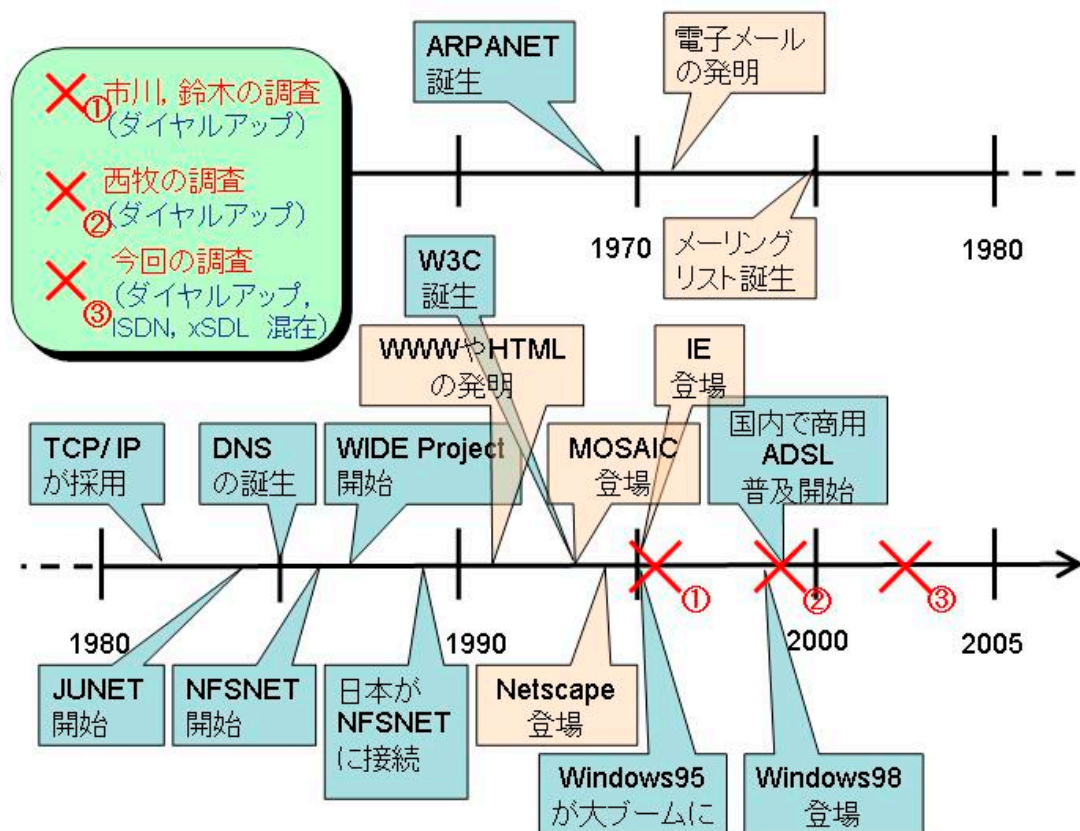 ①市川, 鈴木の調査
(ダイヤルアップ)
②西牧の調査
(ダイヤルアップ)
③今回の調査
(ダイヤルアップ,
ISDN, xSDL 混在)
ARPANET
誕生
電子メール
の発明
1970
1980
メーリング
リスト誕生
W3C
誕生
WWWやHTML
の発明
IE
登場
TCP/IP
が採用
DNS
の誕生
WIDE Project
開始
MOSAIC
登場
国内で商用
ADSL
普及開始
①
②
③
1980
1990
2000
2005
JUNET
開始
NFSNET
開始
日本が
NFSNET
に接続
Netscape
登場
Windows95
が大ブームに
Windows98
登場